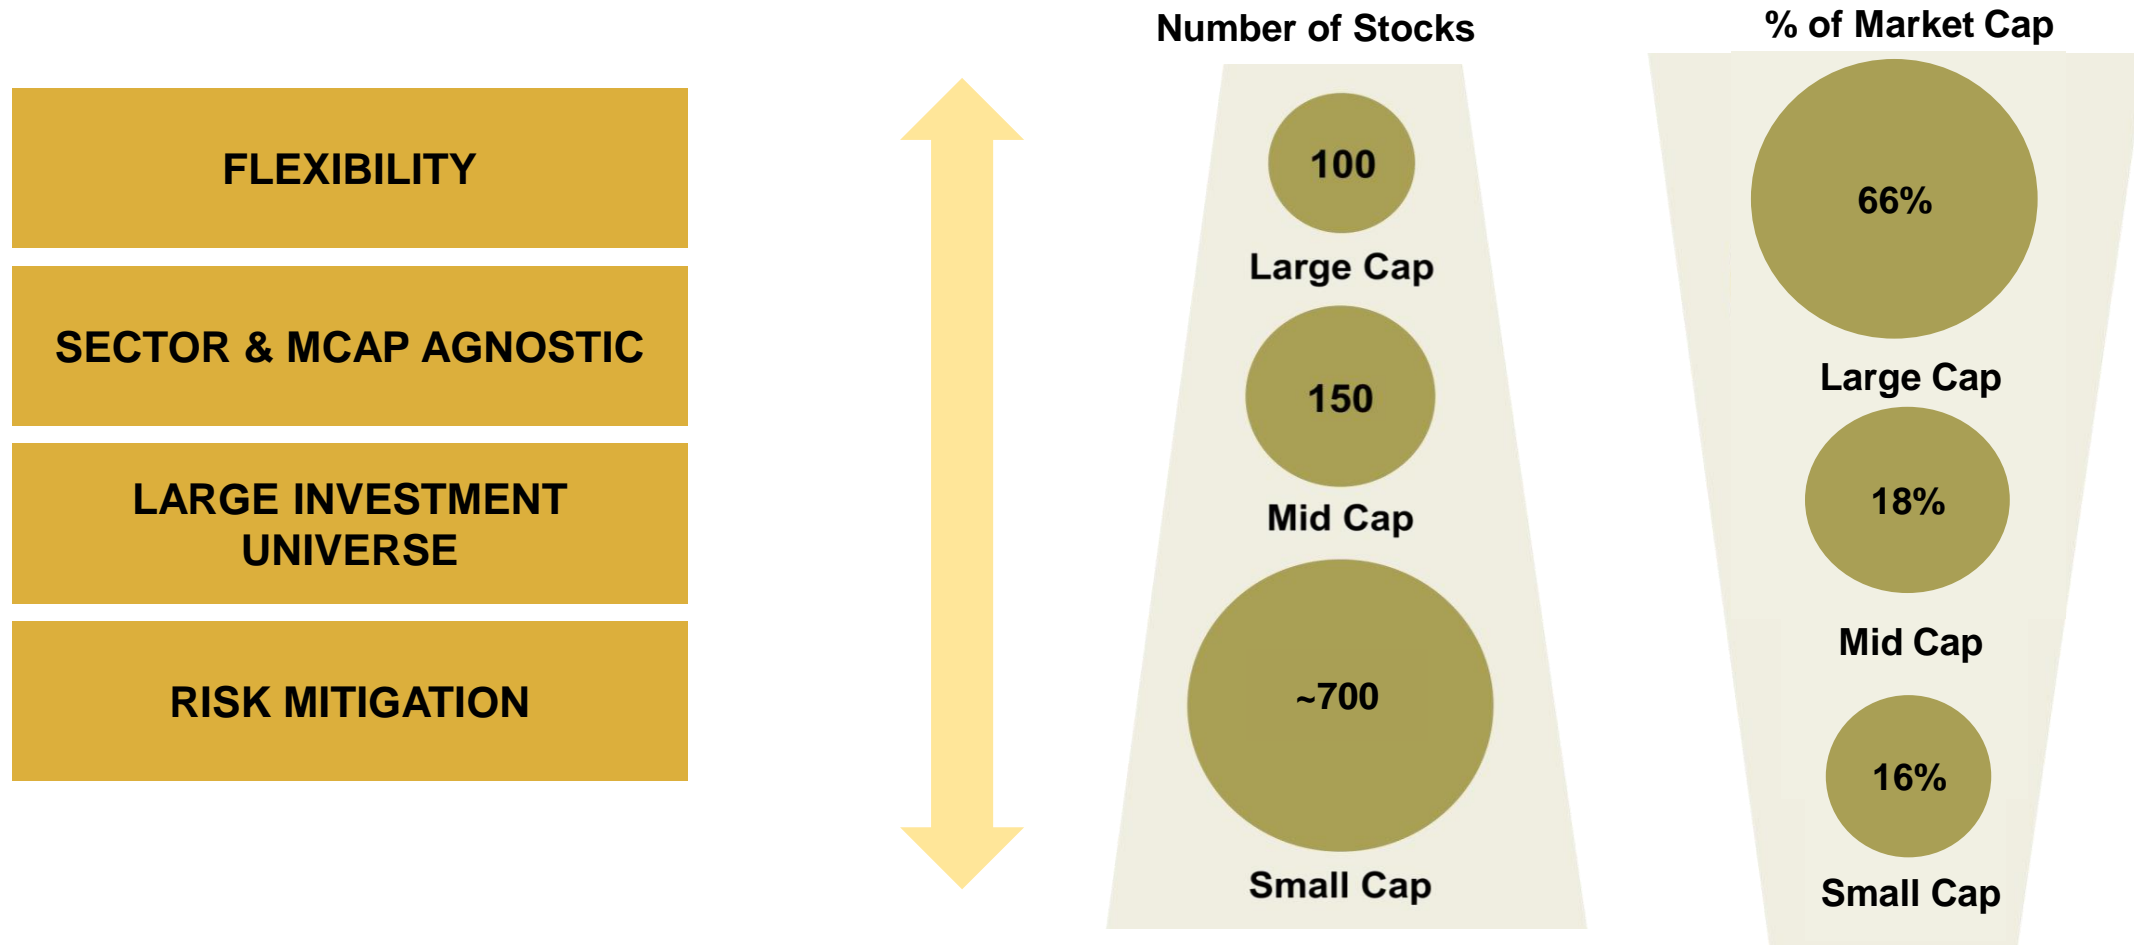 FLEXIBILITY
SECTOR & MCAP AGNOSTIC
LARGE INVESTMENT
UNIVERSE
RISK MITIGATION
Number of Stocks
100
Large Cap
150
Mid Cap
~700
Small Cap
% of Market Cap
66%
Large Cap
18%
Mid Cap
16%
Small Cap